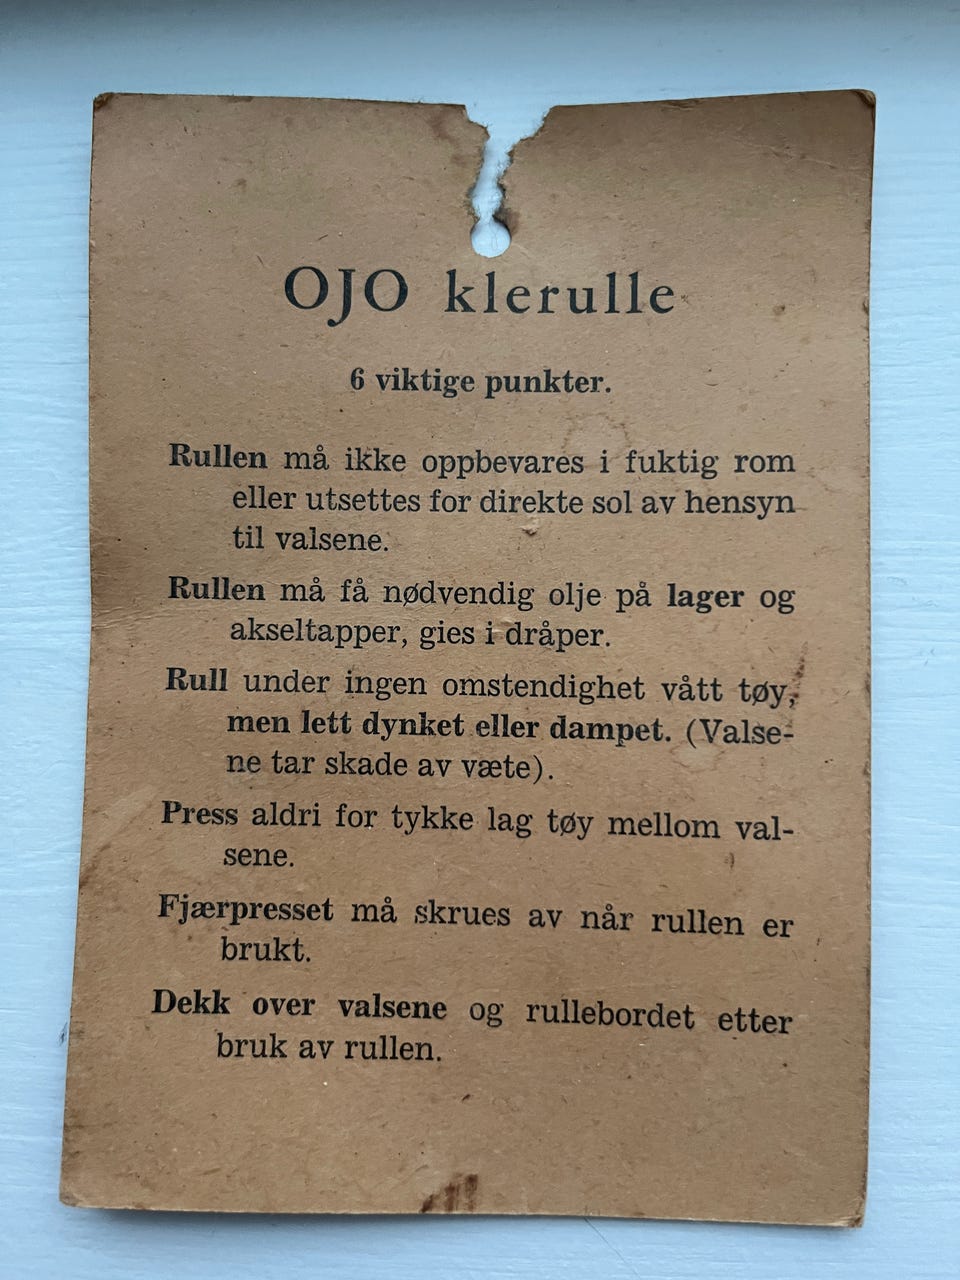 OJO klerulle
6 viktige punkter.
Rullen må ikke oppbevares i fuktig rom
eller utsettes for direkte sol av hensyn
til valsene.
Rullen må få nødvendig olje på lager og
akseltapper, gies i dråper.
Rull under ingen omstendighet vått tøy,
men lett dynket eller dampet. (Valse-
ne tar skade av væte).
Press aldri for tykke lag tøy mellom val-
sene.
Fjærpresset må skrues av når rullen er
brukt.
Dekk over valsene og rullebordet etter
bruk av rullen.